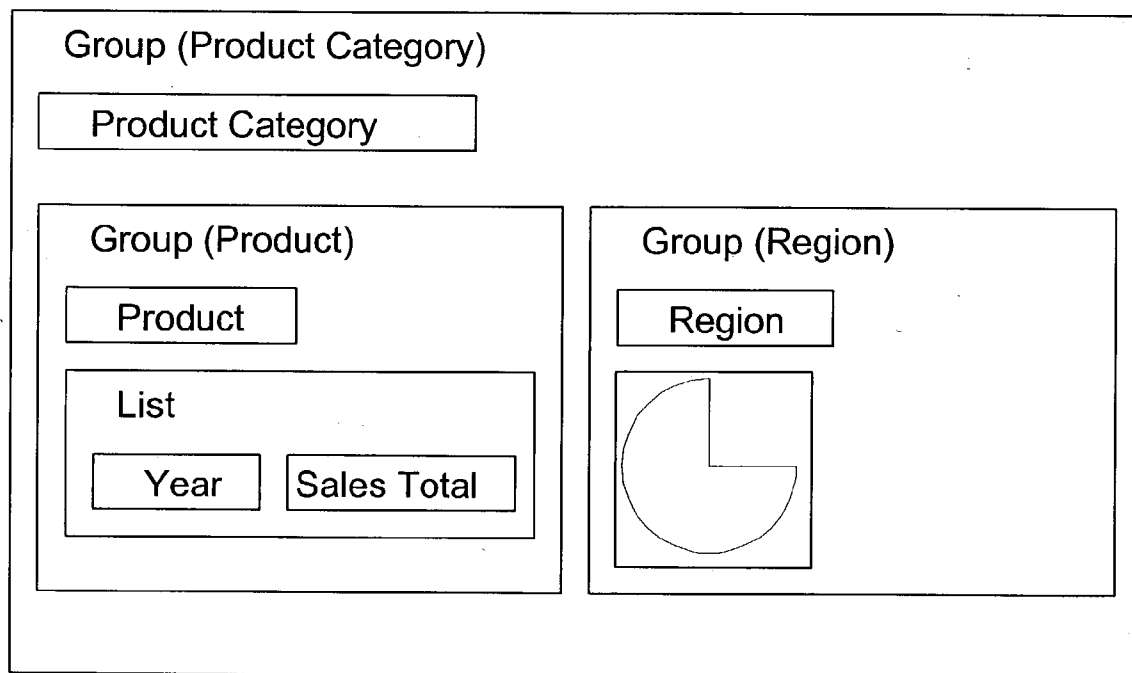 Group (Product Category)
Product Category
Group (Product)
Product
List
Year
Sales Total
Group (Region)
Region